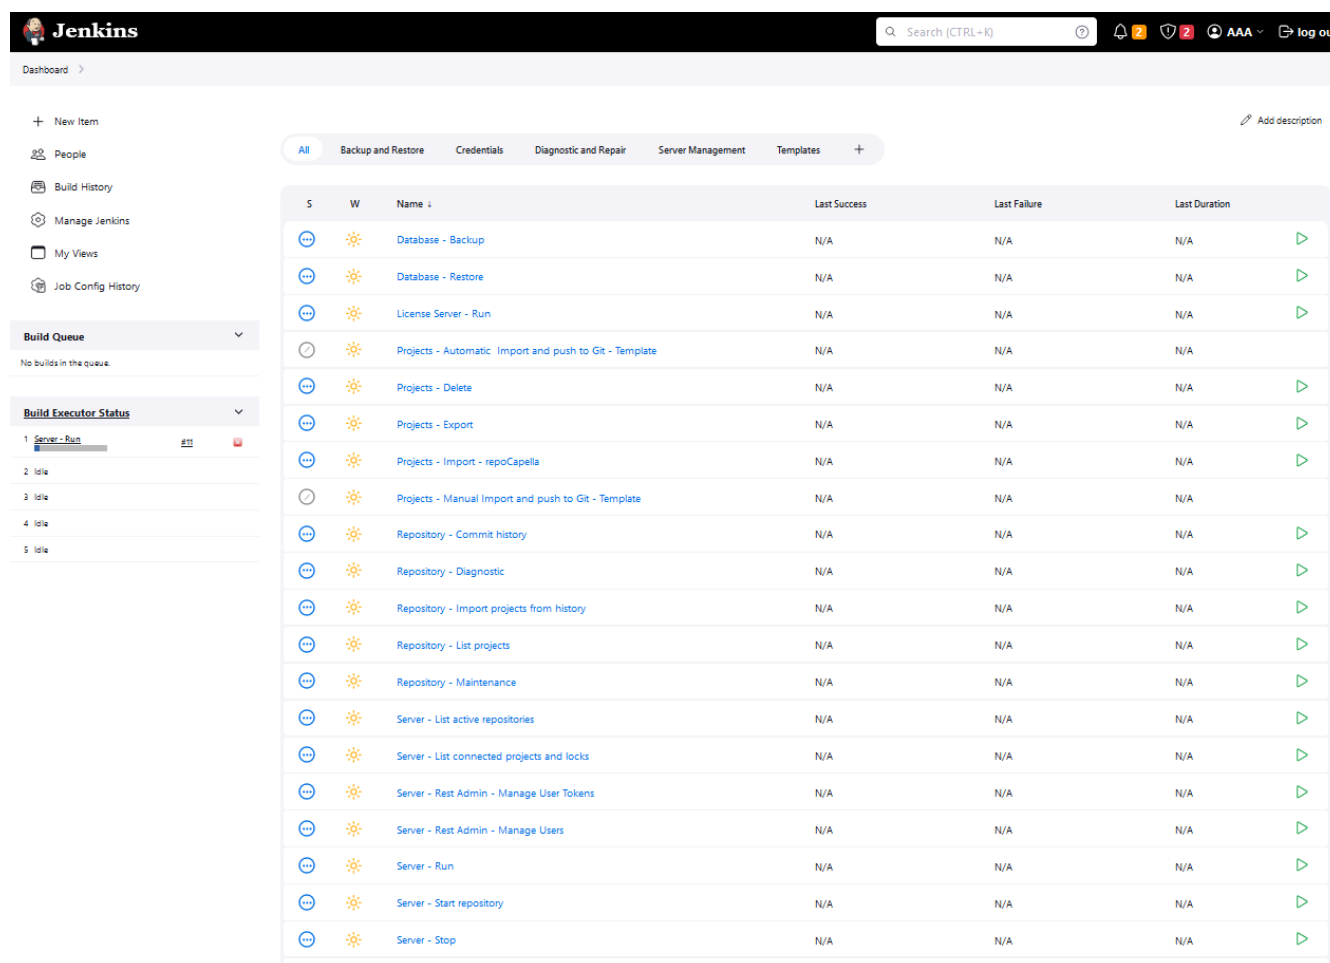 Jenkins
Search (CTRL+K)
2
2
AAA
log ou
Dashboard
New Item
People
Build History
Manage Jenkins
My Views
Job Config History
Build Queue
No builds in the queue.
Build Executor Status
1 Server - Run #11
2 Idle
3 Idle
4 Idle
5 Idle
Add description
All Backup and Restore Credentials Diagnostic and Repair Server Management Templates +
S W Name ↓ Last Success Last Failure Last Duration
Database - Backup N/A N/A N/A
Database - Restore N/A N/A N/A
License Server - Run N/A N/A N/A
Projects - Automatic Import and push to Git - Template N/A N/A N/A
Projects - Delete N/A N/A N/A
Projects - Export N/A N/A N/A
Projects - Import - repoCapella N/A N/A N/A
Projects - Manual Import and push to Git - Template N/A N/A N/A
Repository - Commit history N/A N/A N/A
Repository - Diagnostic N/A N/A N/A
Repository - Import projects from history N/A N/A N/A
Repository - List projects N/A N/A N/A
Repository - Maintenance N/A N/A N/A
Server - List active repositories N/A N/A N/A
Server - List connected projects and locks N/A N/A N/A
Server - Rest Admin - Manage User Tokens N/A N/A N/A
Server - Rest Admin - Manage Users N/A N/A N/A
Server - Run N/A N/A N/A
Server - Start repository N/A N/A N/A
Server - Stop N/A N/A N/A